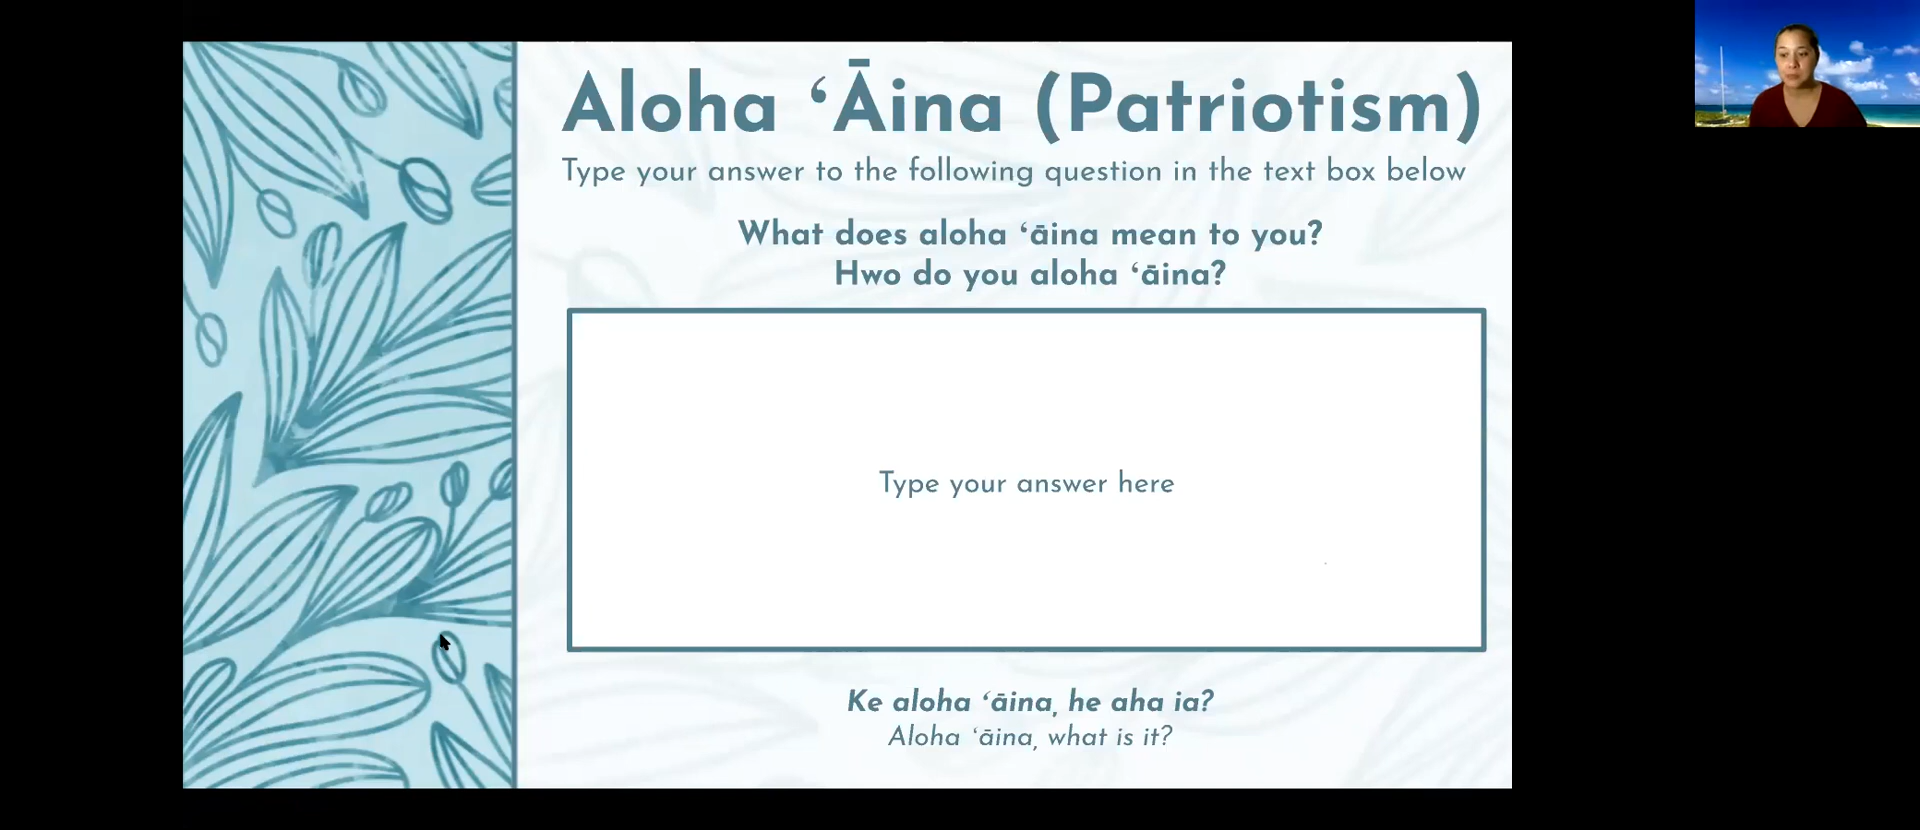 Aloha ʻĀina (Patriotism)
Type your answer to the following question in the text box below
What does aloha ʻāina mean to you?
Hwo do you aloha ʻāina?
Type your answer here
Ke aloha ʻāina, he aha ia?
Aloha ʻāina, what is it?